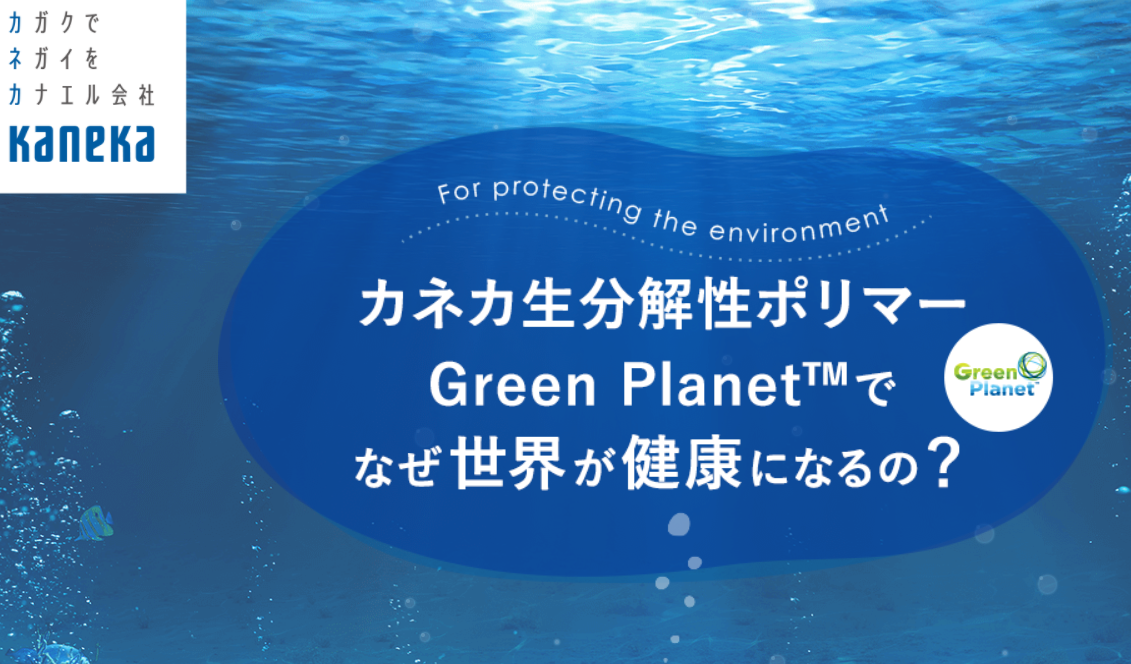 カガクで
ネガイを
カナエル会社
kaneka
For protecting the environment
カネカ生分解性ポリマー
Green Planet™で
なぜ世界が健康になるの？
Green
Planet™